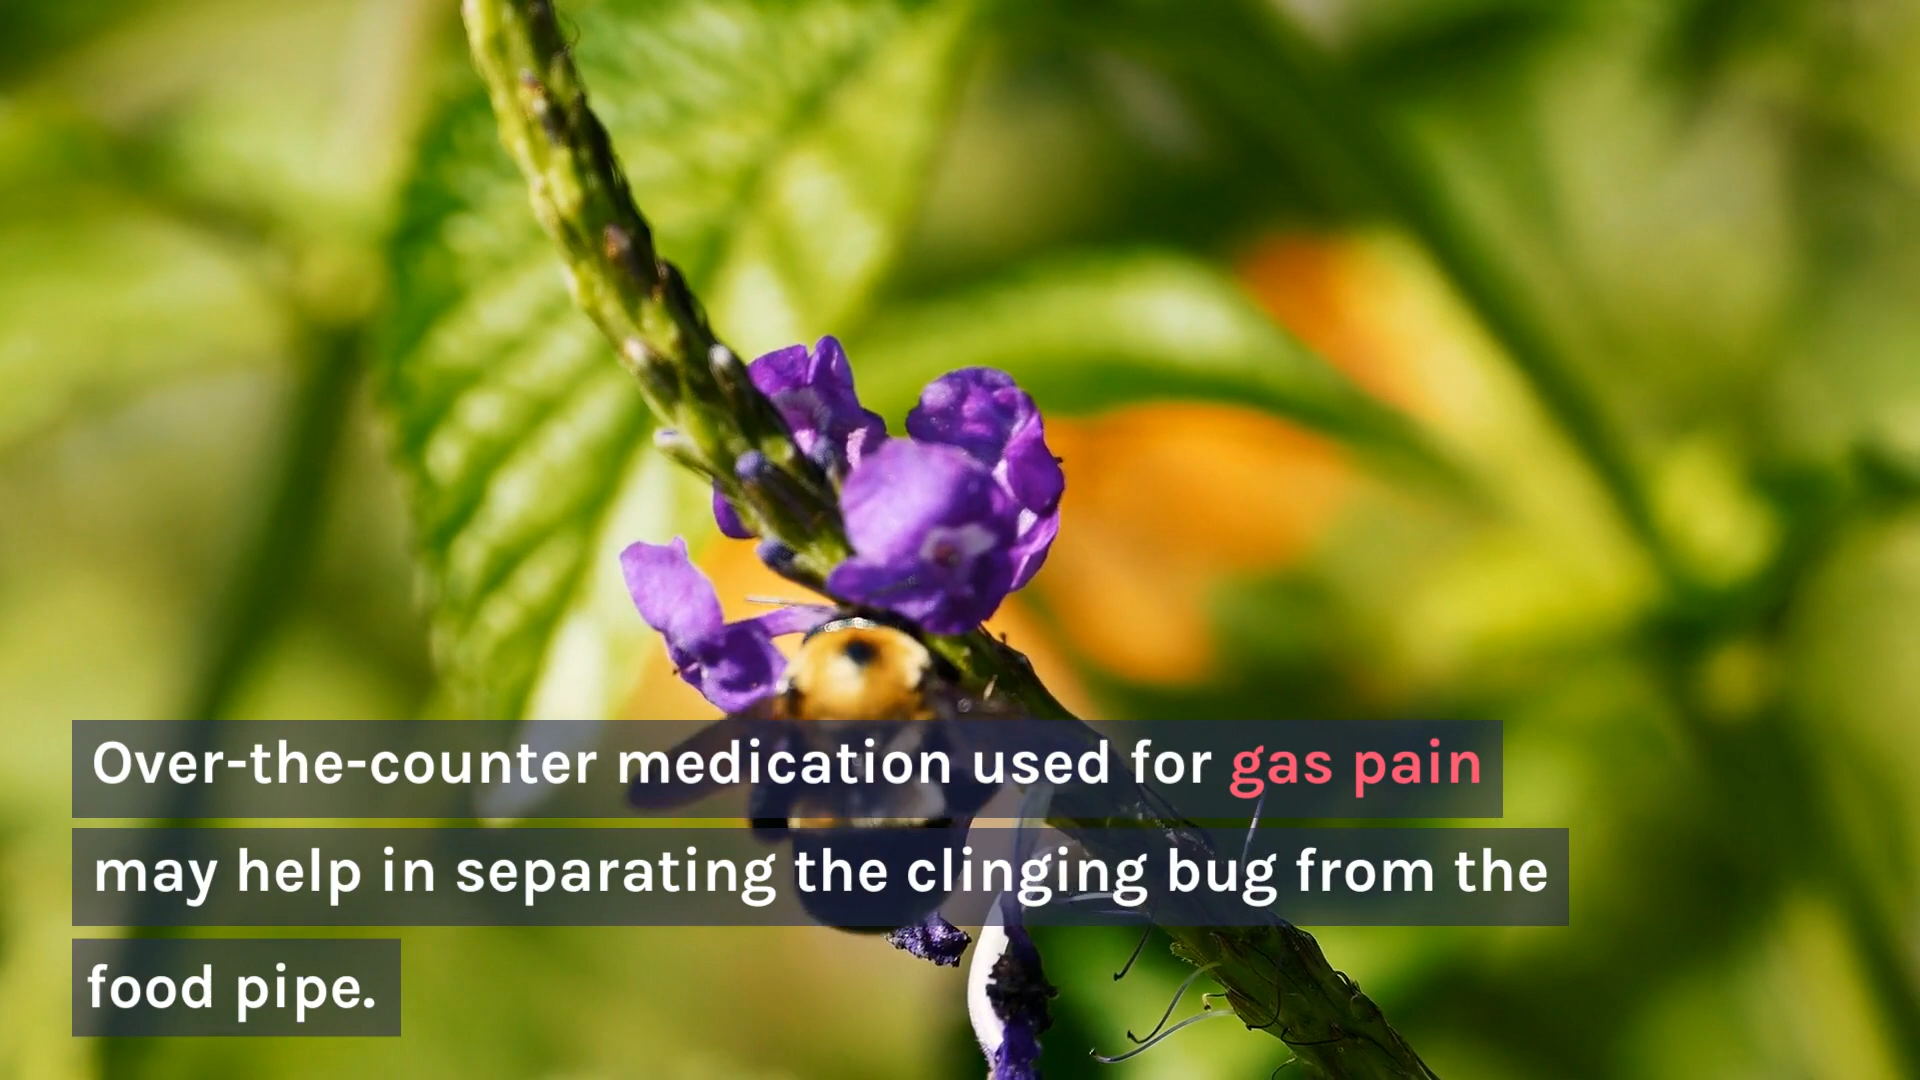 Over-the-counter medication used for gas pain
may help in separating the clinging bug from the
food pipe.